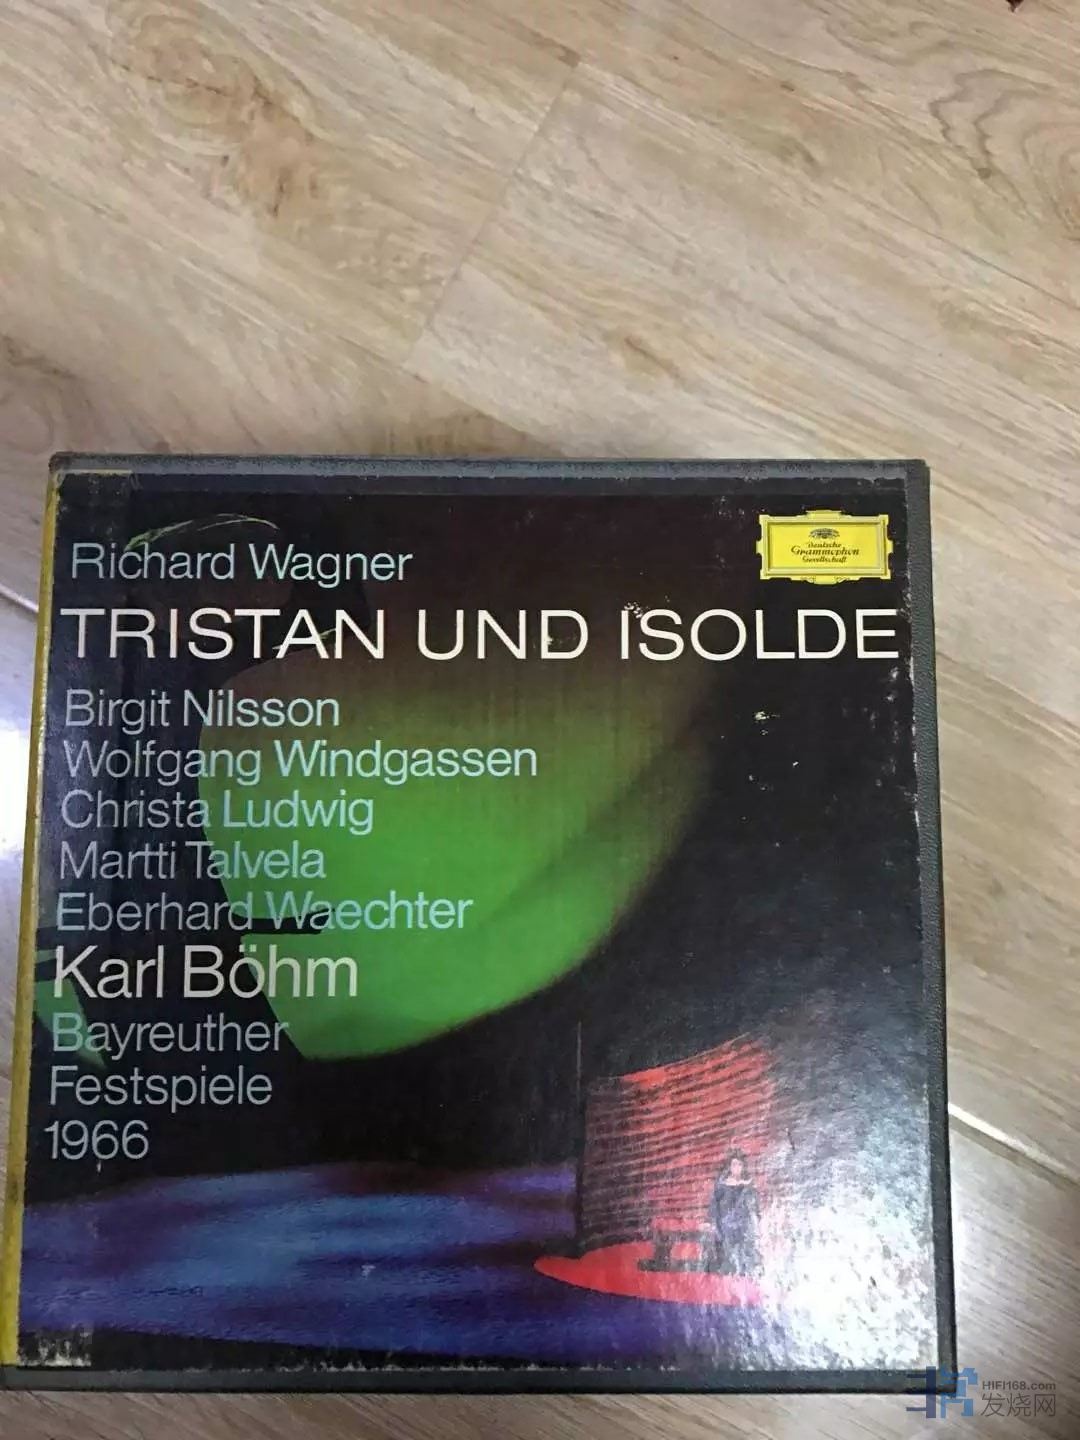 Richard Wagner
Deutsche
Grammophon
Gesellschaft
TRISTAN UND ISOLDE
Birgit Nilsson
Wolfgang Windgassen
Christa Ludwig
Martti Talvela
Eberhard Waechter
Karl Böhm
Bayreuther
Festspiele
1966
HIFI168.com
发烧网